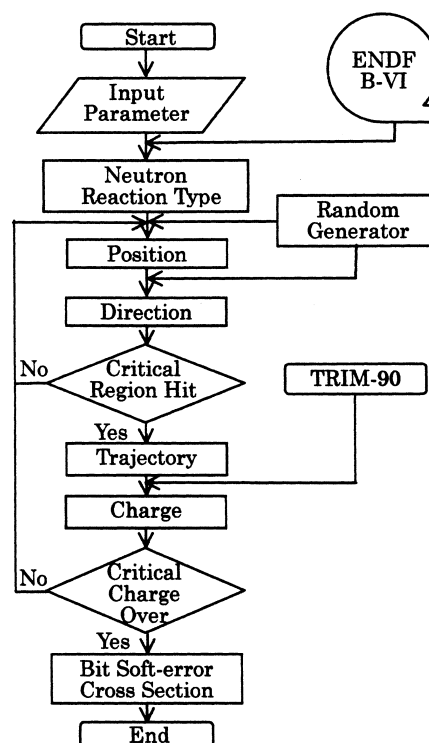 Start
ENDF
B-VI
Input
Parameter
Neutron
Reaction Type
Random
Generator
Position
Direction
No
Critical
Region Hit
TRIM-90
Yes
Trajectory
Charge
No
Critical
Charge
Over
Yes
Bit Soft-error
Cross Section
End